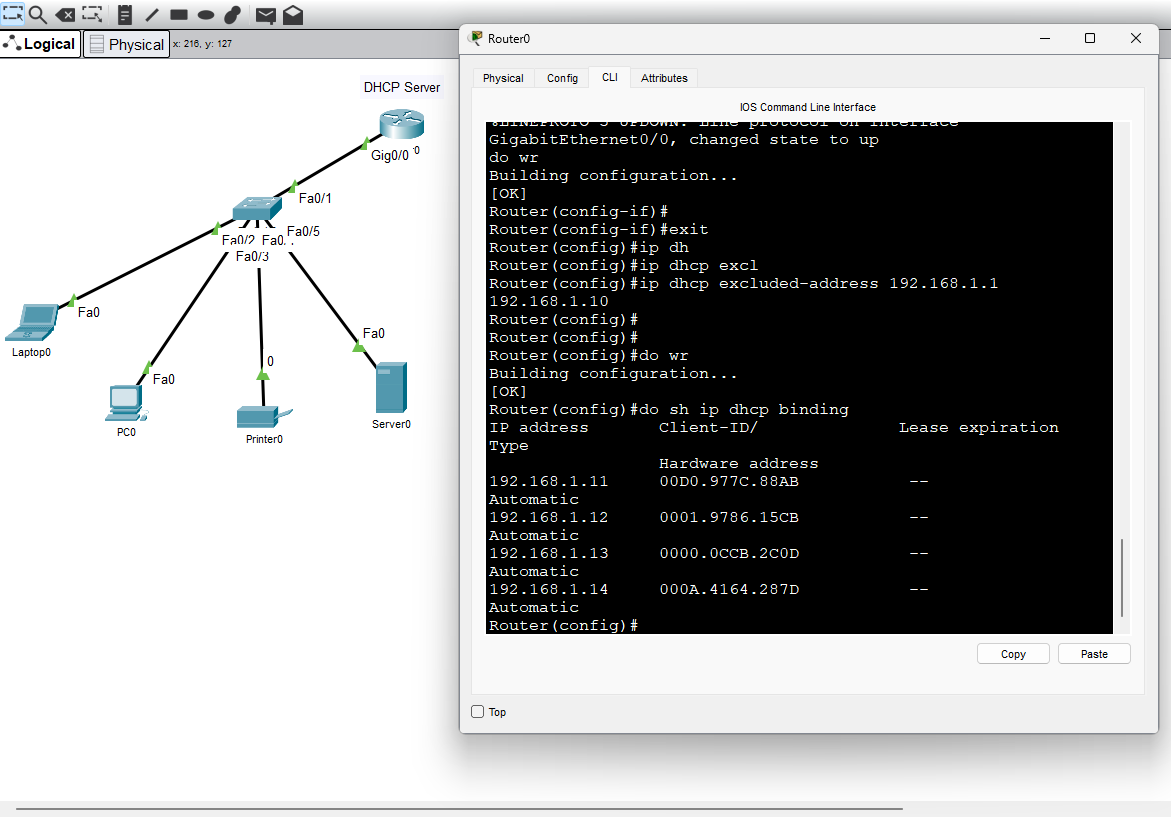 Logical
Physical
x: 216, y: 127
DHCP Server
Gig0/0
0
Fa0/1
Fa0/5
Fa0/2
Fa0/3
Fa0
Laptop0
Fa0
PC0
0
Printer0
Fa0
Server0
Router0
Physical
Config
CLI
Attributes
IOS Command Line Interface
%LINEPROTO-5-UPDOWN: Line protocol on Interface
GigabitEthernet0/0, changed state to up
do wr
Building configuration...
[OK]
Router(config-if)#
Router(config-if)#exit
Router(config)#ip dh
Router(config)#ip dhcp excl
Router(config)#ip dhcp excluded-address 192.168.1.1
192.168.1.10
Router(config)#
Router(config)#
Router(config)#do wr
Building configuration...
[OK]
Router(config)#do sh ip dhcp binding
IP address Client-ID/ Lease expiration
Type
Hardware address
192.168.1.11 00D0.977C.88AB --
Automatic
192.168.1.12 0001.9786.15CB --
Automatic
192.168.1.13 0000.0CCB.2C0D --
Automatic
192.168.1.14 000A.4164.287D --
Automatic
Router(config)#
Copy
Paste
Top